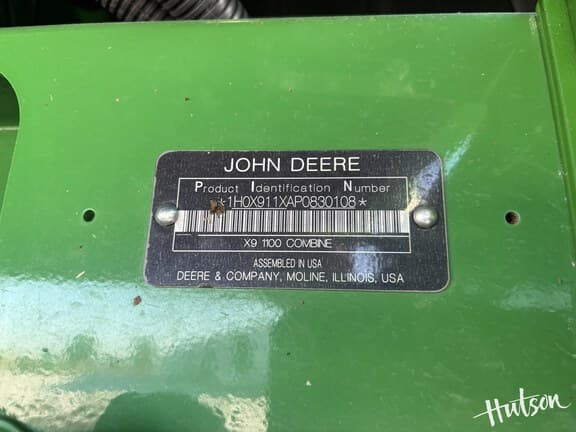 JOHN DEERE
Product Identification Number
*1H0X911XAP0830108*
X9 1100 COMBINE
ASSEMBLED IN USA
DEERE & COMPANY, MOLINE, ILLINOIS, USA
Hutson